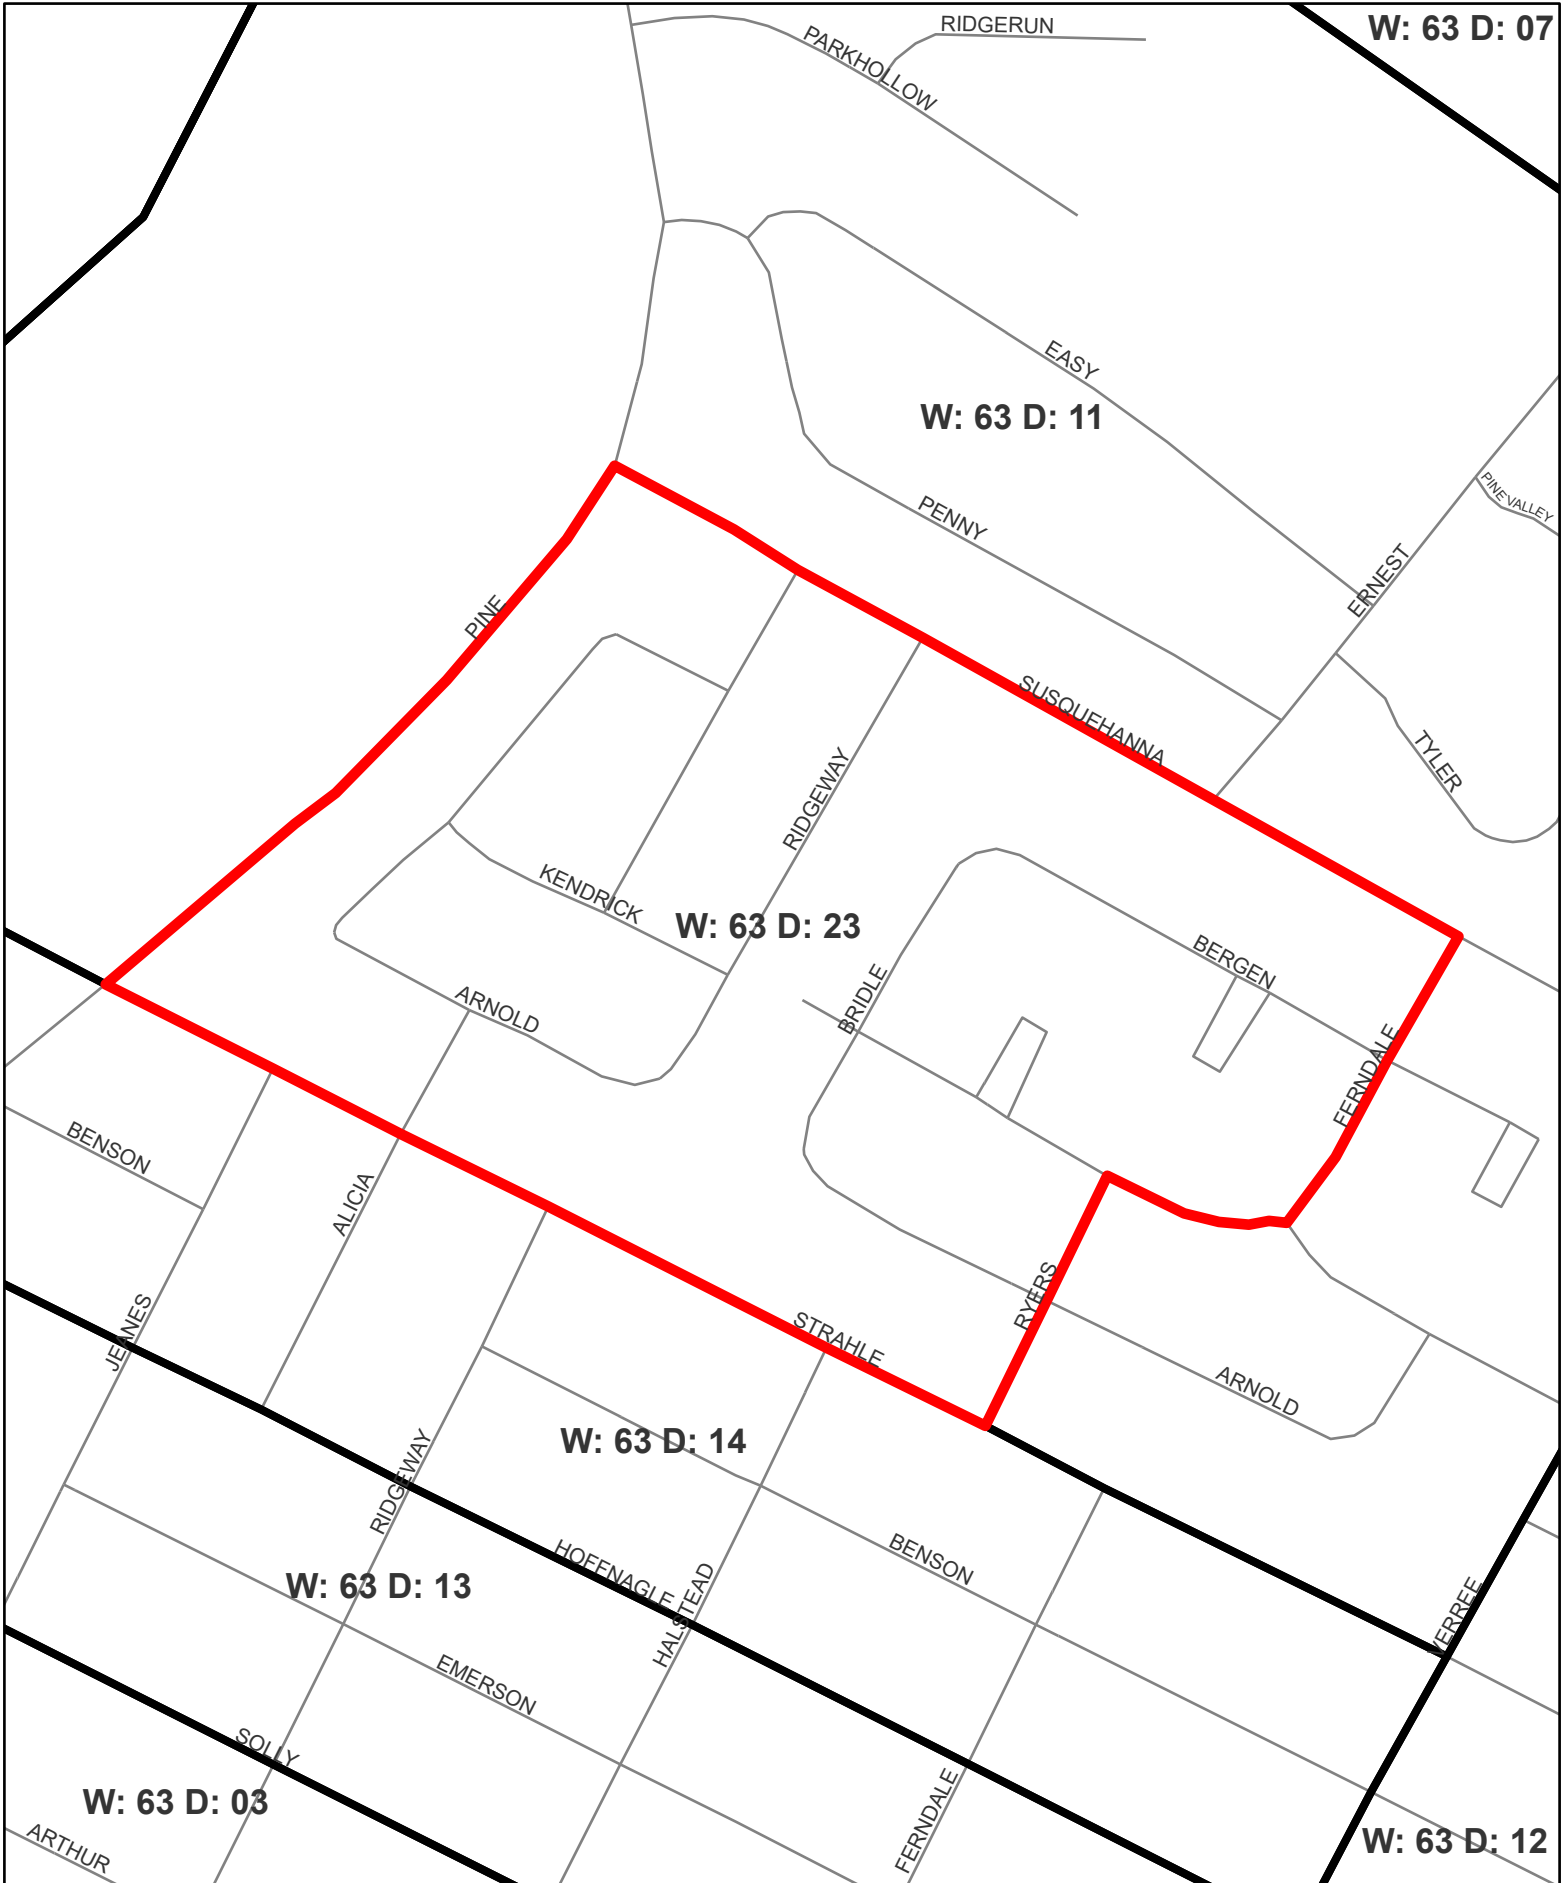 RIDGERUN
W: 63 D: 07
PARKHOLLOW
EASY
W: 63 D: 11
PENNY
PINEVALLEY
ERNEST
PINE
SUSQUEHANNA
TYLER
RIDGEWAY
KENDRICK
W: 63 D: 23
BERGEN
BRIDLE
ARNOLD
FERNDALE
BENSON
ALICIA
RYERS
JEANES
STRAHLE
ARNOLD
W: 63 D: 14
RIDGEWAY
HOFFNAGLE
BENSON
W: 63 D: 13
HALSTEAD
VERREE
EMERSON
SOLLY
W: 63 D: 03
FERNDALE
ARTHUR
W: 63 D: 12